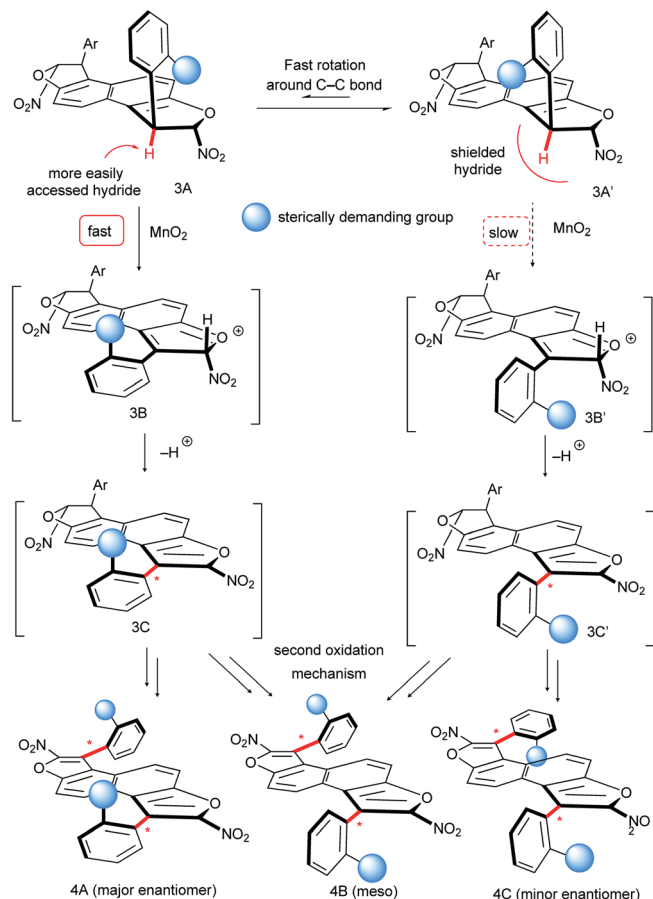 Ar
O
O₂N
H
O
NO₂
more easily
accessed hydride
3A
Fast rotation
around C–C bond
Ar
O
O₂N
H
O
NO₂
shielded
hydride
3A'
fast
MnO₂
sterically demanding group
slow
MnO₂
Ar
O
O₂N
H
O
⊕
NO₂
3B
Ar
O
O₂N
H
O
⊕
NO₂
3B'
–H⊕
–H⊕
Ar
O
O₂N
O
NO₂
*
3C
Ar
O
O₂N
O
NO₂
*
3C'
second oxidation
mechanism
O₂N
*
O
O
*
NO₂
4A (major enantiomer)
O₂N
*
O
O
*
NO₂
4B (meso)
O₂N
*
O
O
*
NO
2
4C (minor enantiomer)